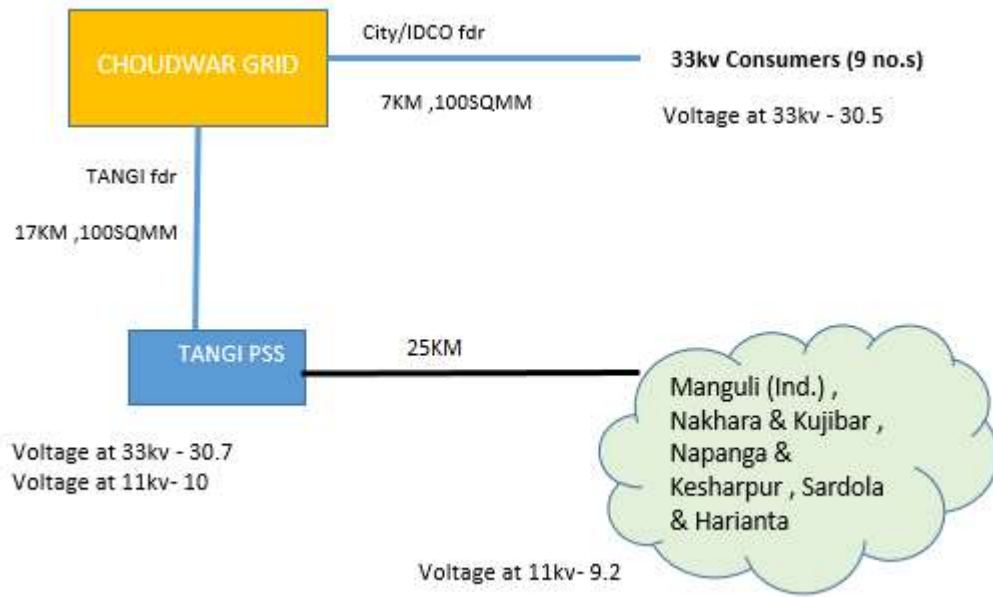 City/IDCO fdr
CHOUDWAR GRID
33kv Consumers (9 no.s)
7KM ,100SQMM
Voltage at 33kv - 30.5
TANGI fdr
17KM ,100SQMM
TANGI PSS
25KM
Manguli (Ind.) ,
Nakhara & Kujibar ,
Napanga &
Kesharpur , Sardola
& Harianta
Voltage at 33kv - 30.7
Voltage at 11kv- 10
Voltage at 11kv- 9.2